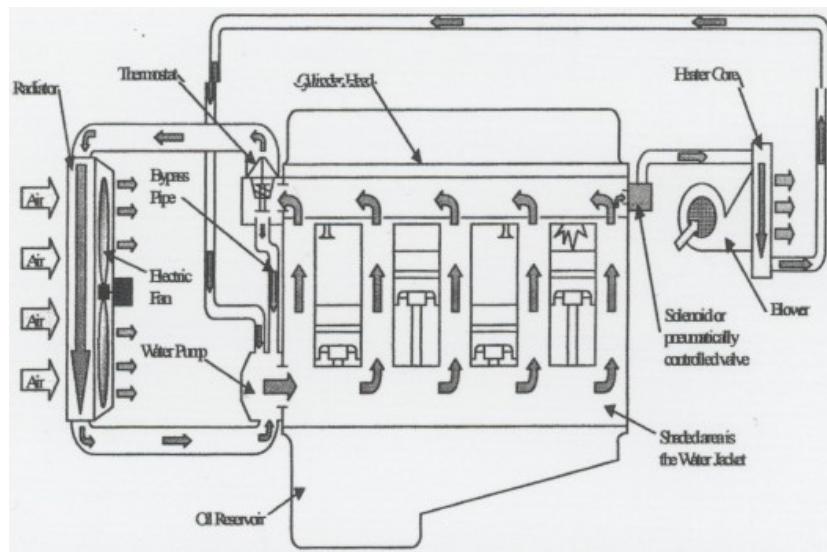 Thermostat
Cylinder Head
Heater Core
Radiator
Bypass
Pipe
Air
Air
Air
Air
Electric
Fan
Blower
Water Pump
Solenoid or
pneumatically
controlled valve
Shaded area is
the Water Jacket
Oil Reservoir